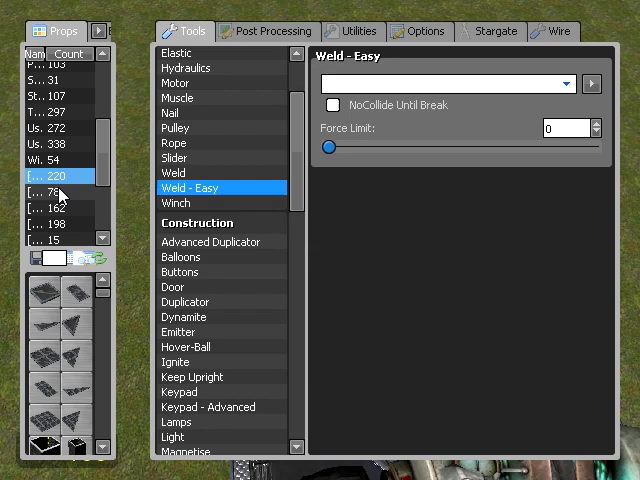 Props
Tools
Post Processing
Utilities
Options
Stargate
Wire
Nam
Count
P... 103
S... 31
St... 107
T... 297
Us. 272
Us. 338
Wi. 54
[... 220
[... 78
[... 162
[... 198
[... 15
Elastic
Hydraulics
Motor
Muscle
Nail
Pulley
Rope
Slider
Weld
Weld - Easy
Winch
Construction
Advanced Duplicator
Balloons
Buttons
Door
Duplicator
Dynamite
Emitter
Hover-Ball
Ignite
Keep Upright
Keypad
Keypad - Advanced
Lamps
Light
Magnetise
Weld - Easy
NoCollide Until Break
Force Limit:
0